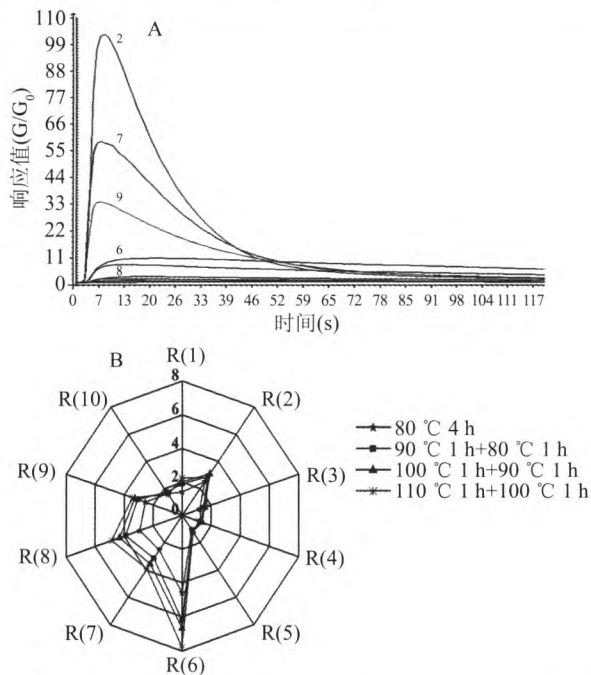 A
响应值(G/G₀)
110
99
88
77
66
55
44
33
22
11
0
2
7
9
6
8
0 7 13 20 26 33 39 46 52 59 65 72 78 85 91 98 104 111 117
时间(s)
B
R(1)
R(2)
R(3)
R(4)
R(5)
R(6)
R(7)
R(8)
R(9)
R(10)
8
6
4
2
0
80 ℃ 4 h
90 ℃ 1 h+80 ℃ 1 h
100 ℃ 1 h+90 ℃ 1 h
110 ℃ 1 h+100 ℃ 1 h